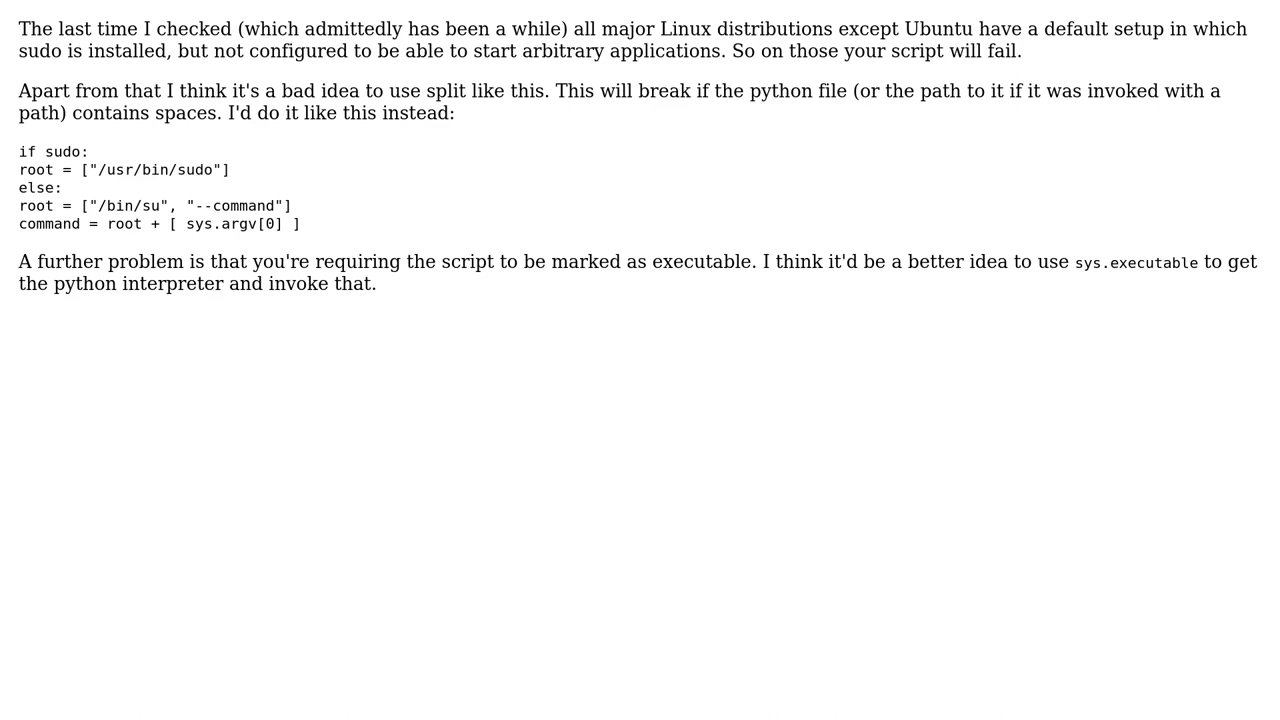 The last time I checked (which admittedly has been a while) all major Linux distributions except Ubuntu have a default setup in which
sudo is installed, but not configured to be able to start arbitrary applications. So on those your script will fail.
Apart from that I think it's a bad idea to use split like this. This will break if the python file (or the path to it if it was invoked with a
path) contains spaces. I'd do it like this instead:
if sudo:
root = ["/usr/bin/sudo"]
else:
root = ["/bin/su", "--command"]
command = root + [ sys.argv[0] ]
A further problem is that you're requiring the script to be marked as executable. I think it'd be a better idea to use sys.executable to get
the python interpreter and invoke that.